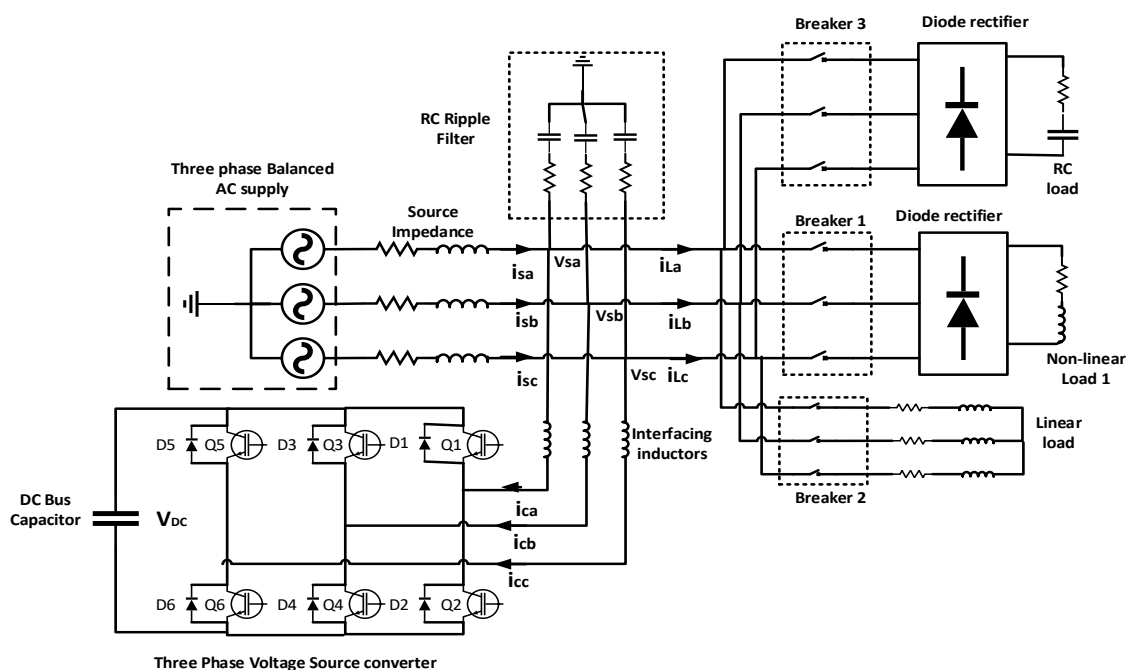 Breaker 3
Diode rectifier
RC Ripple
Filter
RC
load
Three phase Balanced
AC supply
Source
Impedance
Breaker 1
Diode rectifier
isa
Vsa
iLa
isb
Vsb
iLb
isc
Vsc
iLc
Non-linear
Load 1
Interfacing
inductors
Linear
load
Breaker 2
D5
Q5
D3
Q3
D1
Q1
DC Bus
Capacitor
VDC
ica
icb
icc
D6
Q6
D4
Q4
D2
Q2
Three Phase Voltage Source converter